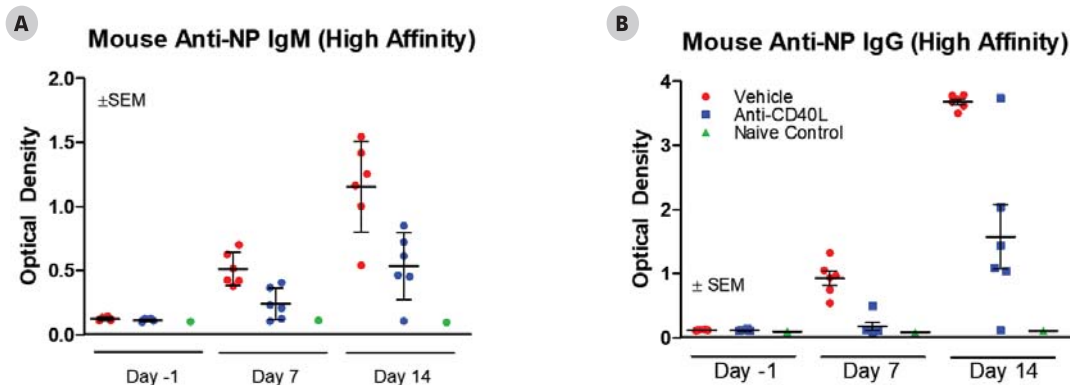 A
Mouse Anti-NP IgM (High Affinity)
Optical Density
2.0
1.5
1.0
0.5
0.0
±SEM
Day -1
Day 7
Day 14
B
Mouse Anti-NP IgG (High Affinity)
Optical Density
4
3
2
1
0
Vehicle
Anti-CD40L
Naive Control
± SEM
Day -1
Day 7
Day 14